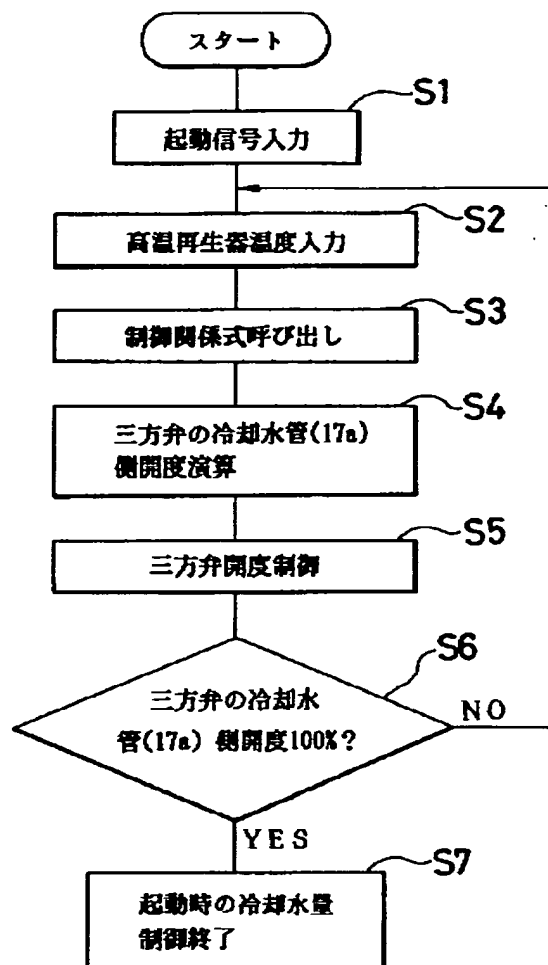 スタート
S1
起動信号入力
S2
高温再生器温度入力
S3
制御関係式呼び出し
S4
三方弁の冷却水管(17a)
側開度演算
S5
三方弁開度制御
S6
三方弁の冷却水
管(17a) 側開度100%?
NO
YES
S7
起動時の冷却水量
制御終了